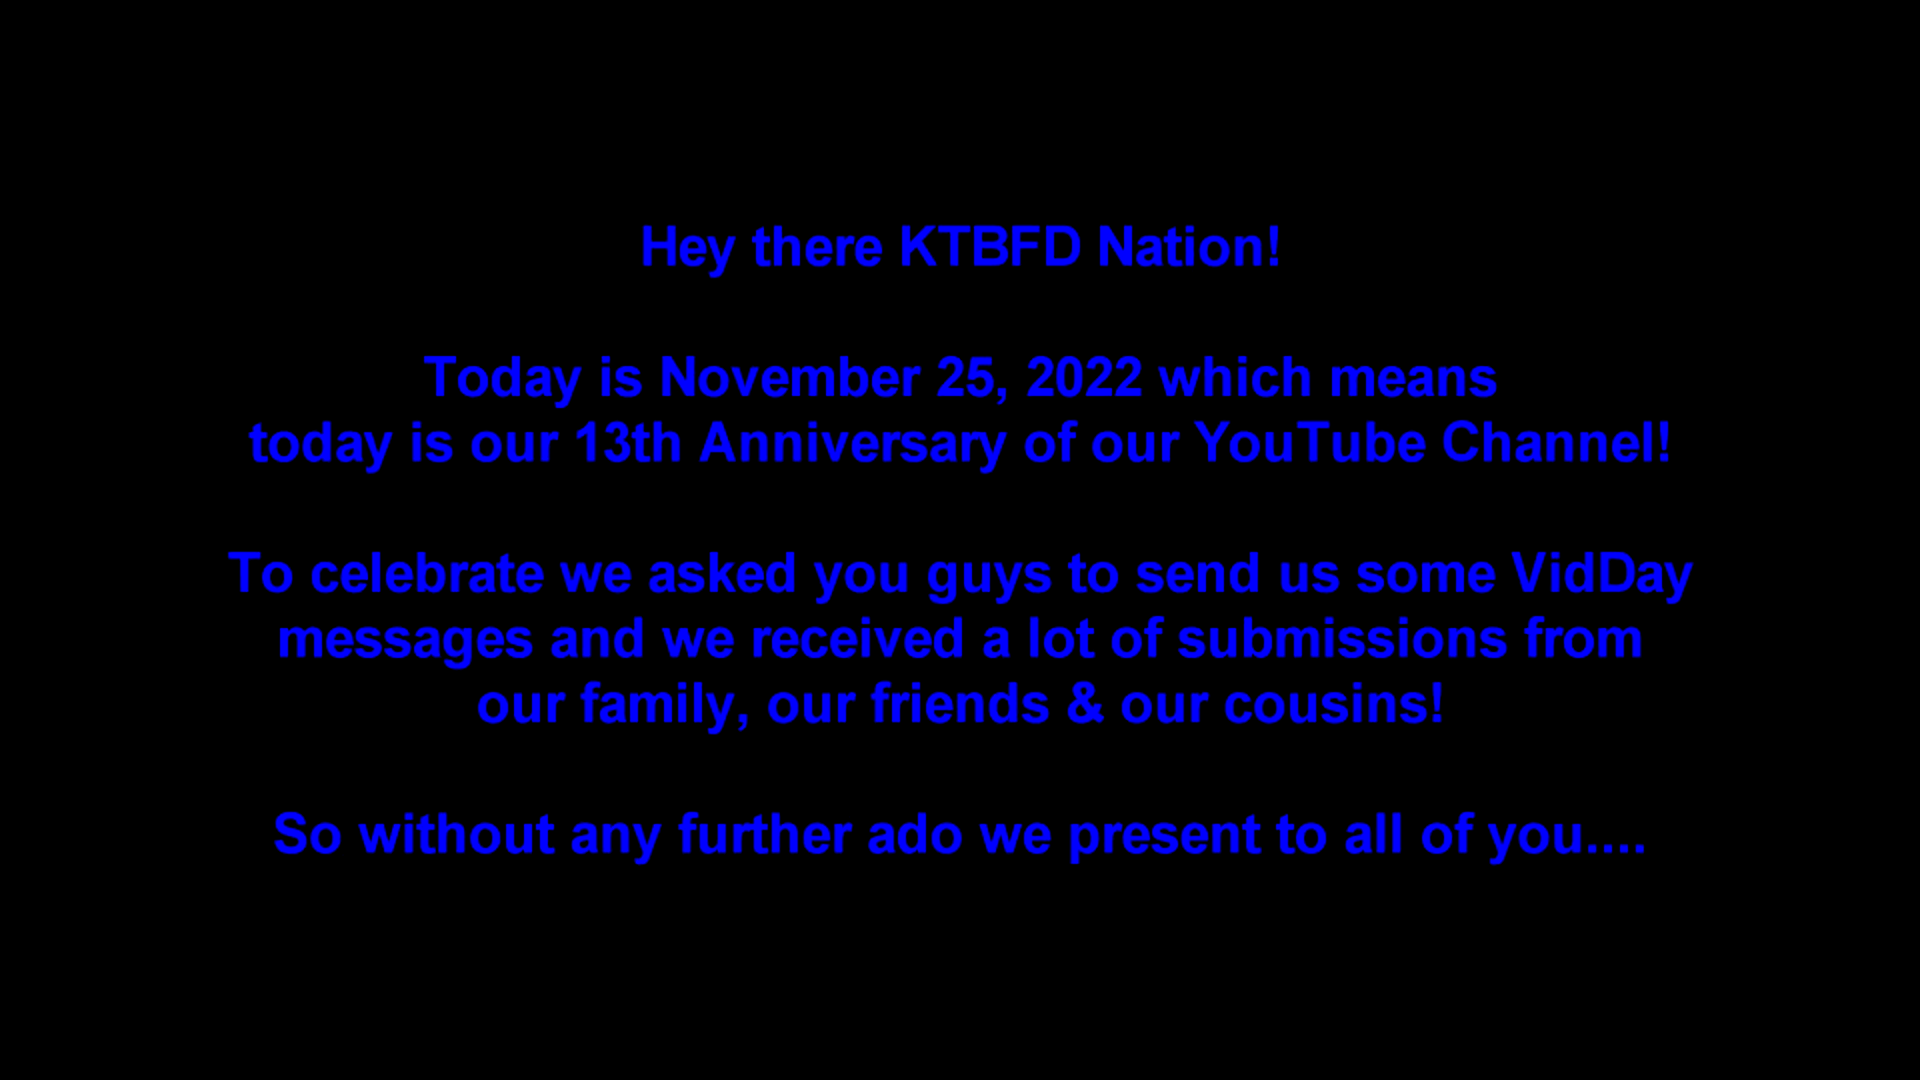 Hey there KTBFD Nation!
Today is November 25, 2022 which means
today is our 13th Anniversary of our YouTube Channel!
To celebrate we asked you guys to send us some VidDay
messages and we received a lot of submissions from
our family, our friends & our cousins!
So without any further ado we present to all of you....